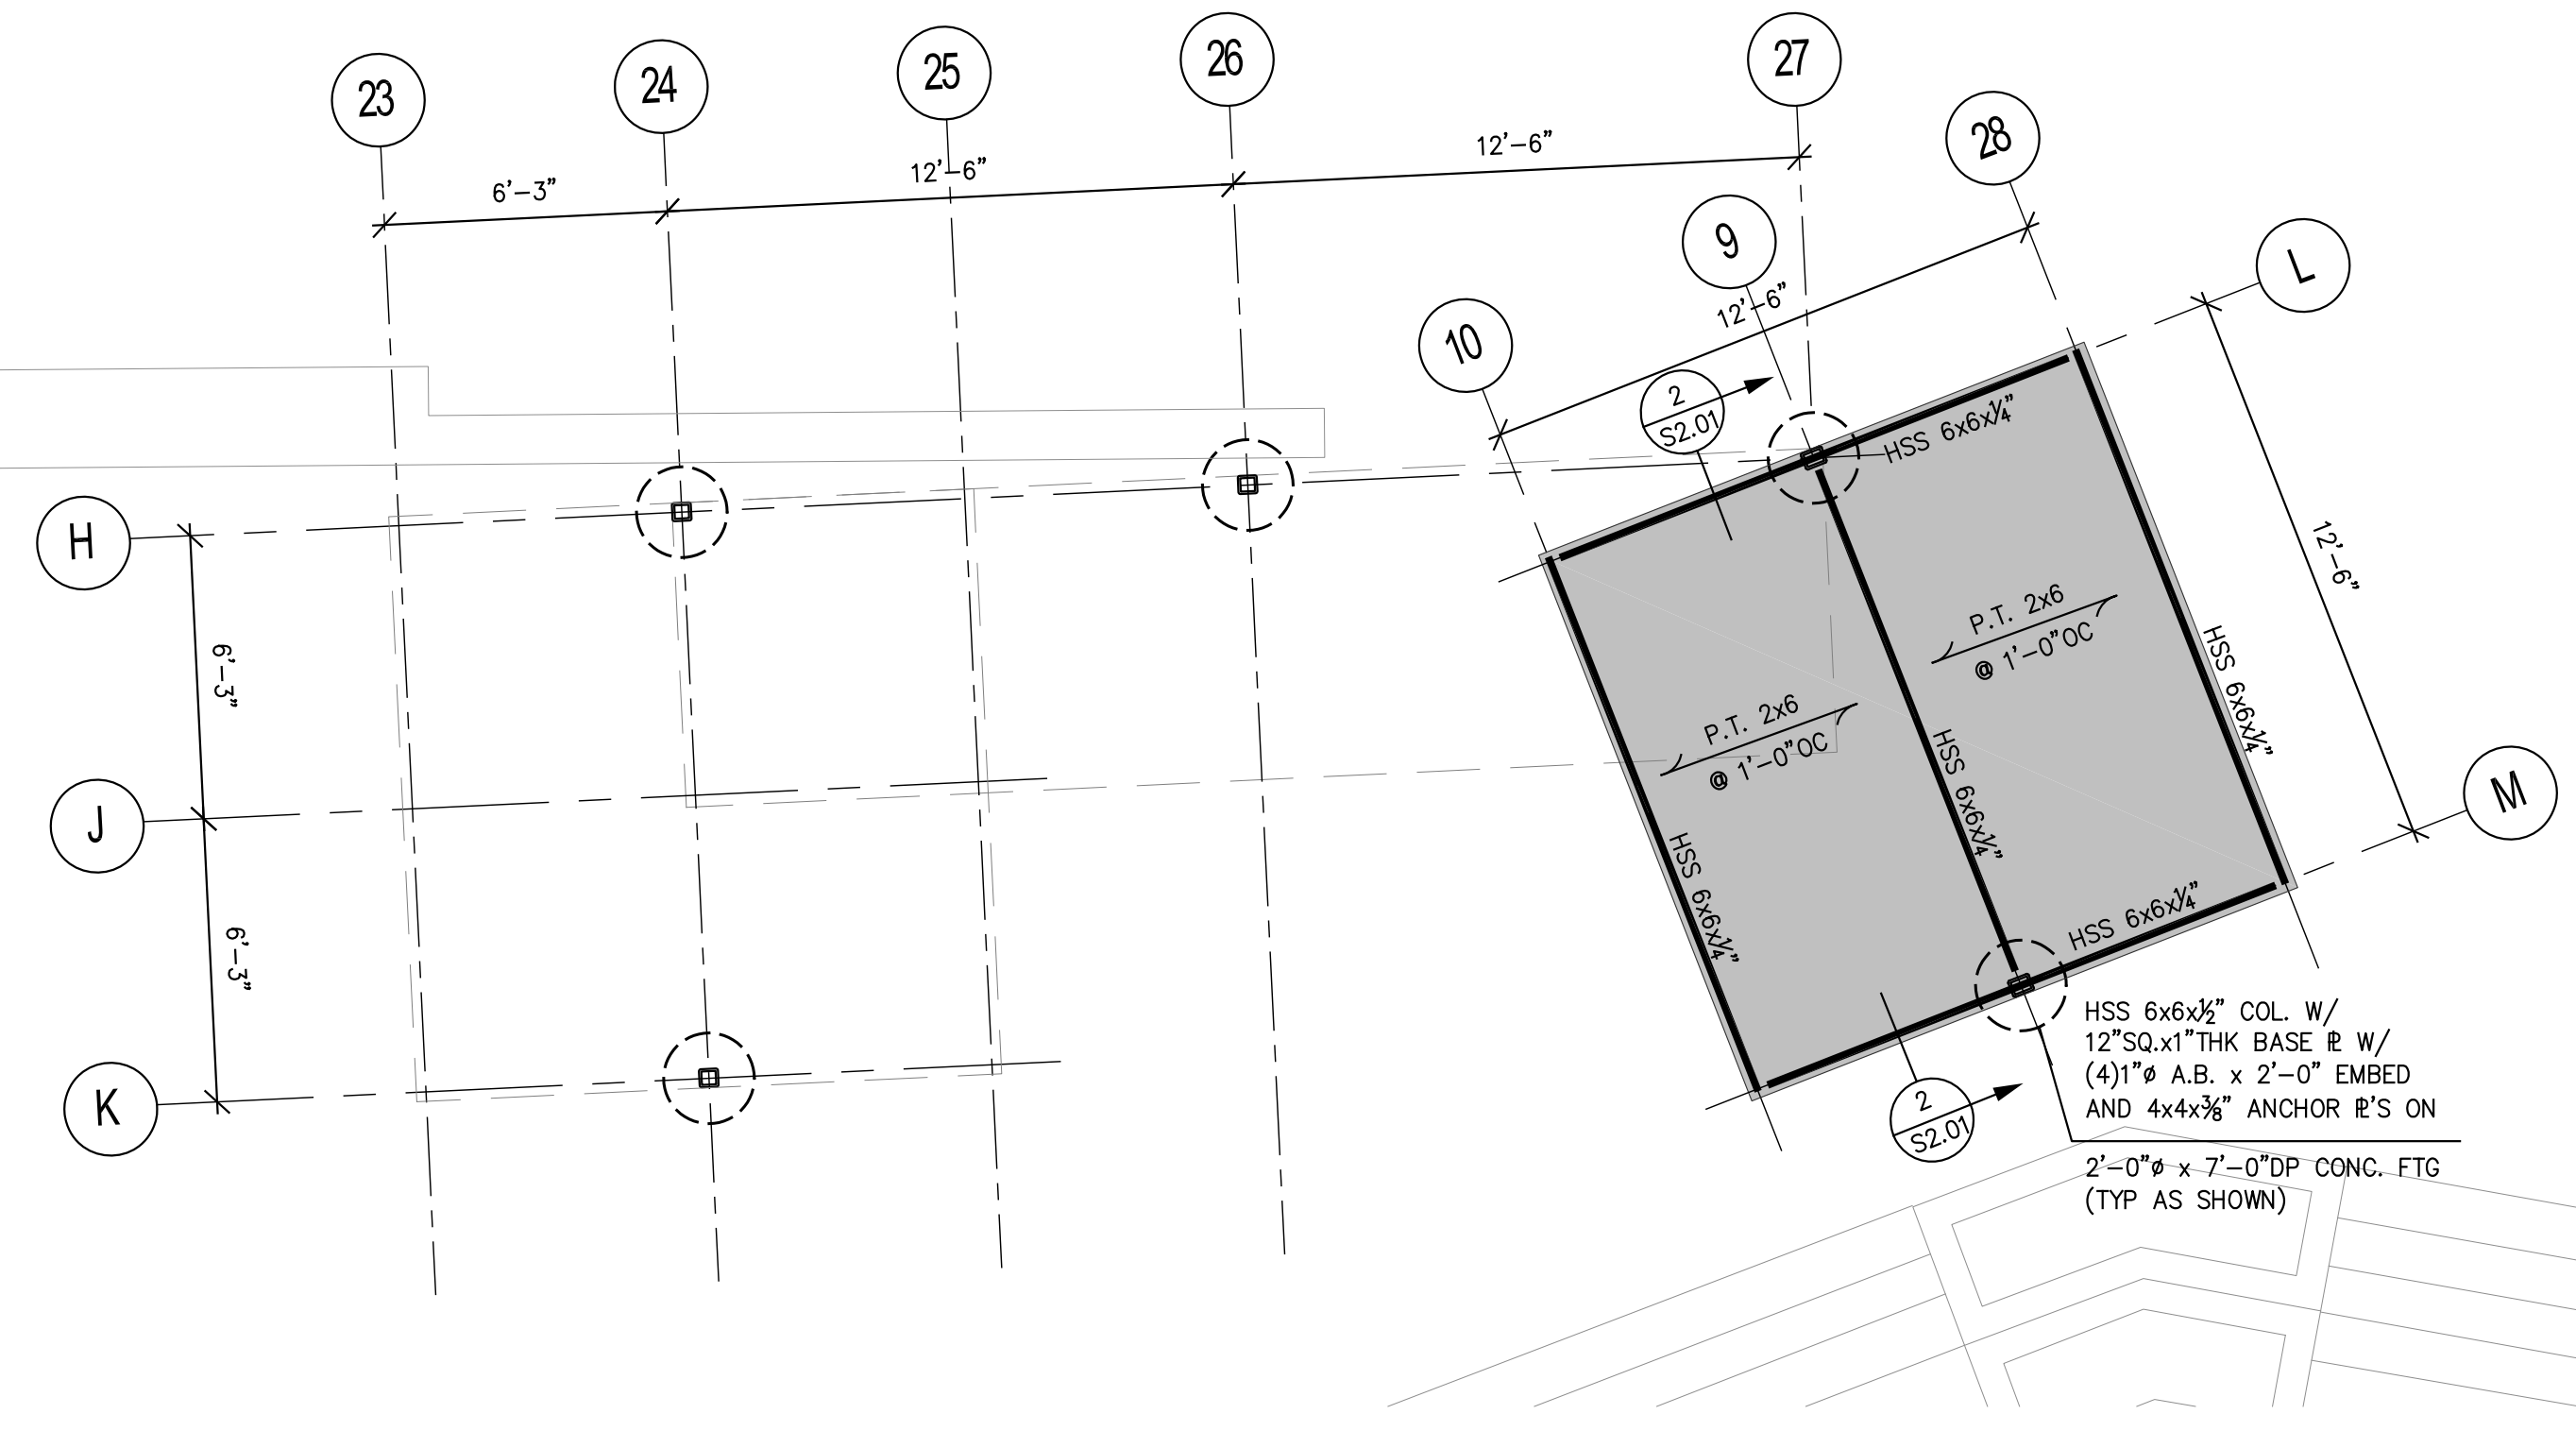 23
24
25
26
27
28
6'-3"
12'-6"
12'-6"
9
10
12'-6"
L
2
S2.01
HSS 6x6x¼"
H
12'-6"
P.T. 2x6
@ 1'-0"OC
HSS 6x6x¼"
6'-3"
P.T. 2x6
@ 1'-0"OC
HSS 6x6x¼"
M
J
HSS 6x6x¼"
6'-3"
HSS 6x6x¼"
K
2
S2.01
HSS 6x6x½" COL. W/
12"SQ.x1"THK BASE ℙL W/
(4)1"ø A.B. x 2'-0" EMBED
AND 4x4x⅜" ANCHOR ℙL'S ON
2'-0"ø x 7'-0"DP CONC. FTG
(TYP AS SHOWN)